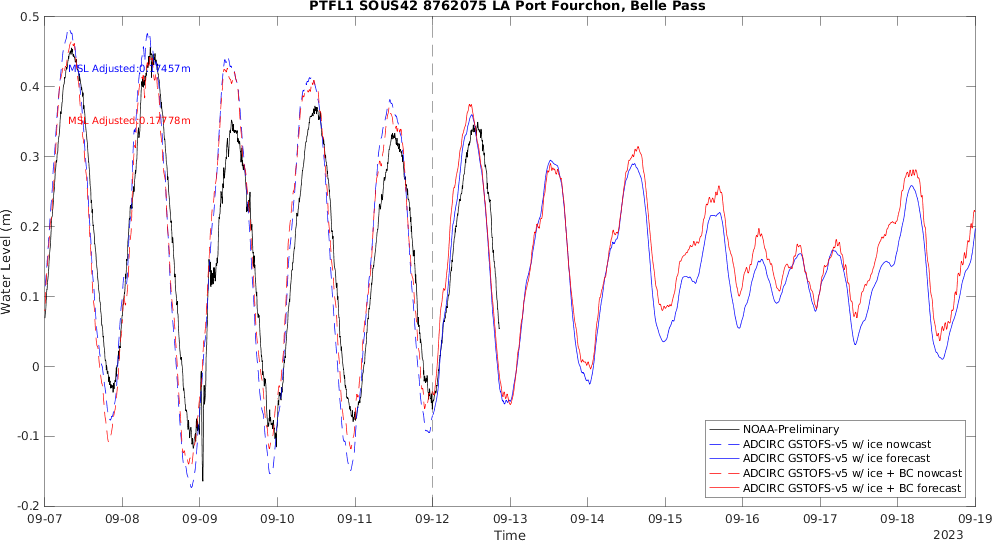 PTFL1 SOUS42 8762075 LA Port Fourchon, Belle Pass
0.5
0.4
0.3
0.2
0.1
0
-0.1
-0.2
Water Level (m)
MSL Adjusted:0.17457m
MSL Adjusted:0.17778m
NOAA-Preliminary
ADCIRC GSTOFS-v5 w/ ice nowcast
ADCIRC GSTOFS-v5 w/ ice forecast
ADCIRC GSTOFS-v5 w/ ice + BC nowcast
ADCIRC GSTOFS-v5 w/ ice + BC forecast
09-07 09-08 09-09 09-10 09-11 09-12 09-13 09-14 09-15 09-16 09-17 09-18 09-19
Time
2023